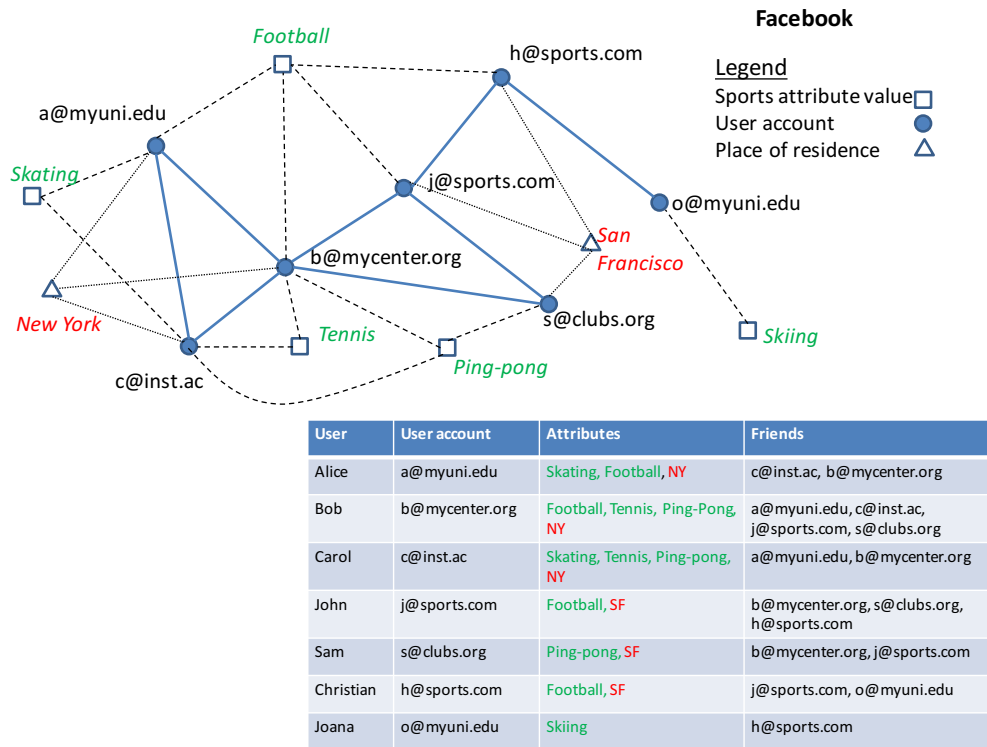 Facebook
Football
h@sports.com
Legend
Sports attribute value
User account
Place of residence
a@myuni.edu
Skating
j@sports.com
o@myuni.edu
San
Francisco
b@mycenter.org
New York
s@clubs.org
Tennis
Skiing
Ping-pong
c@inst.ac
User User account Attributes Friends
Alice a@myuni.edu Skating, Football, NY c@inst.ac, b@mycenter.org
Bob b@mycenter.org Football, Tennis, Ping-Pong, a@myuni.edu, c@inst.ac,
NY j@sports.com, s@clubs.org
Carol c@inst.ac Skating, Tennis, Ping-pong, a@myuni.edu, b@mycenter.org
NY
John j@sports.com Football, SF b@mycenter.org, s@clubs.org,
h@sports.com
Sam s@clubs.org Ping-pong, SF b@mycenter.org, j@sports.com
Christian h@sports.com Football, SF j@sports.com, o@myuni.edu
Joana o@myuni.edu Skiing h@sports.com